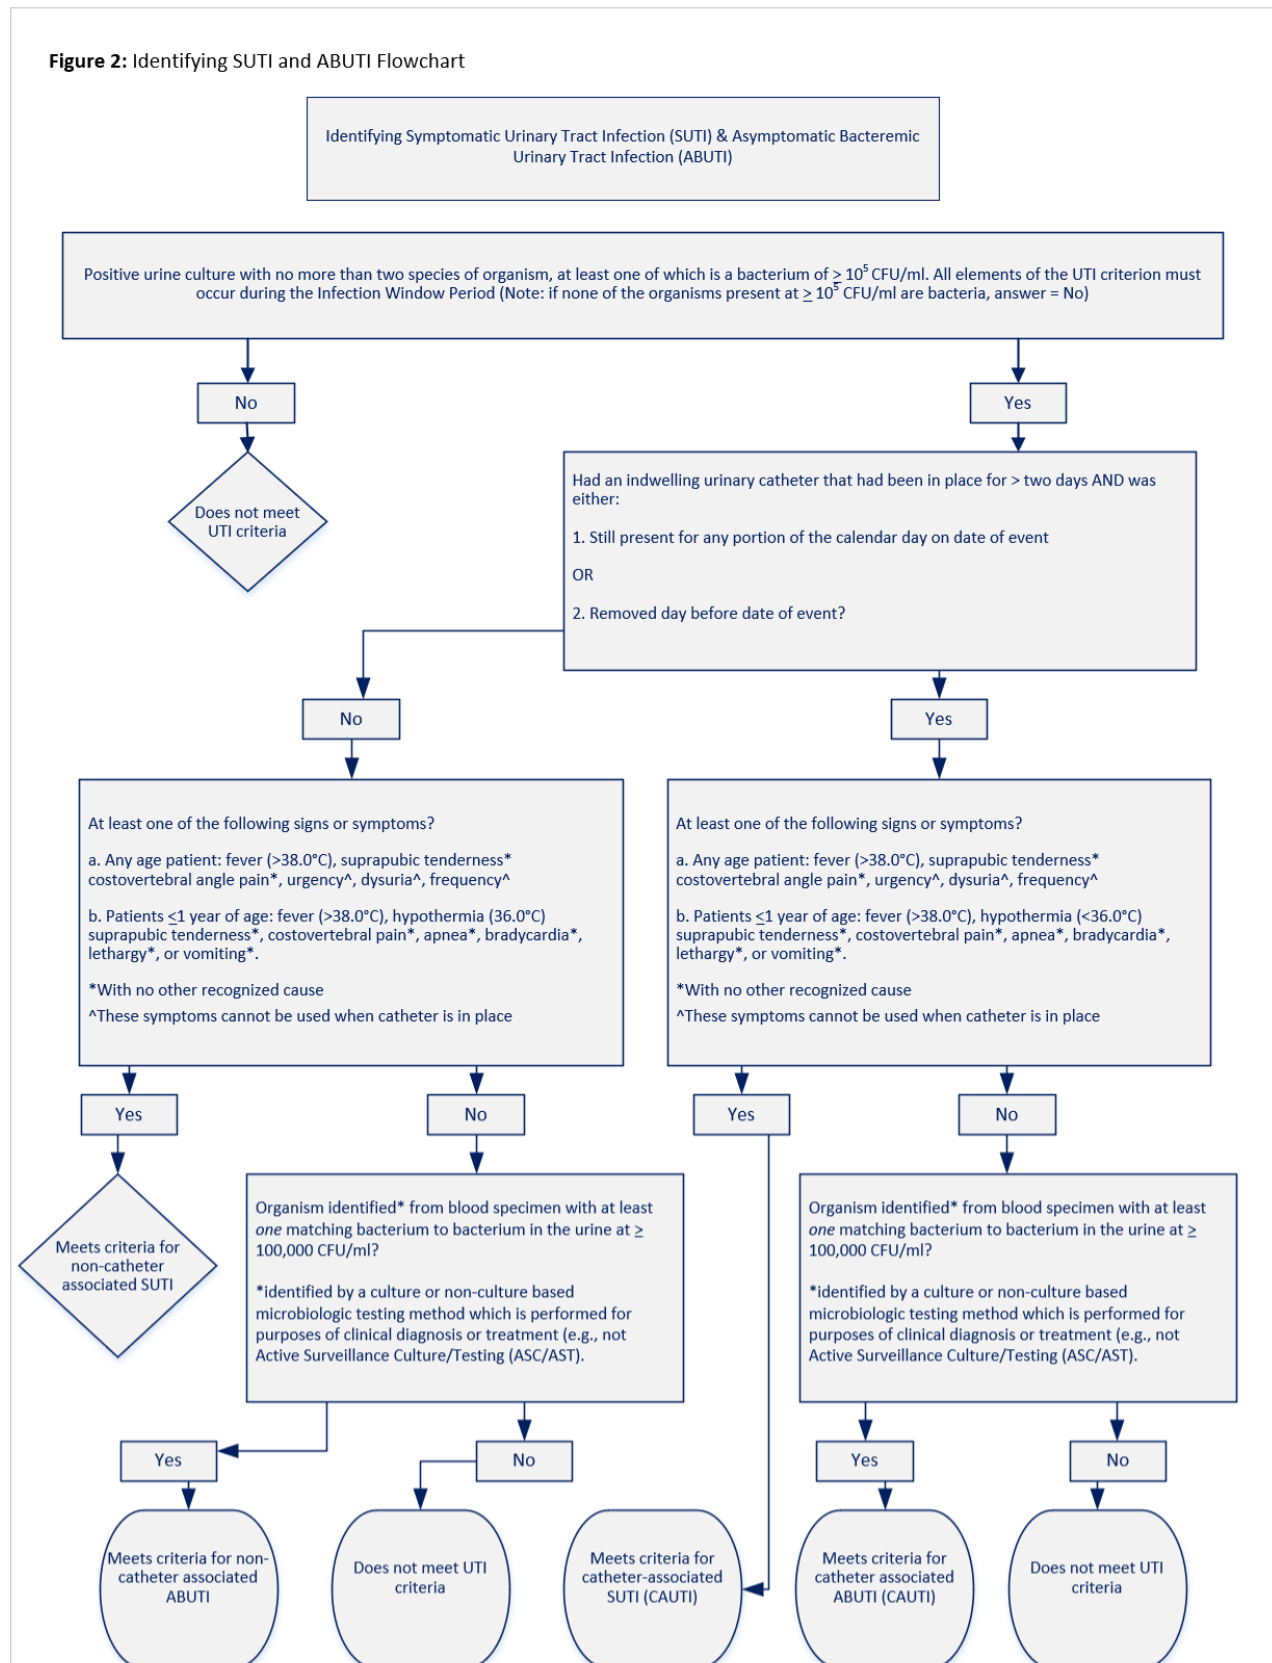 Figure 2: Identifying SUTI and ABUTI Flowchart
Identifying Symptomatic Urinary Tract Infection (SUTI) & Asymptomatic Bacteremic
Urinary Tract Infection (ABUTI)
Positive urine culture with no more than two species of organism, at least one of which is a bacterium of ≥ 10⁵ CFU/ml. All elements of the UTI criterion must
occur during the Infection Window Period (Note: if none of the organisms present at ≥ 10⁵ CFU/ml are bacteria, answer = No)
No
Yes
Does not meet
UTI criteria
Had an indwelling urinary catheter that had been in place for > two days AND was
either:
1. Still present for any portion of the calendar day on date of event
OR
2. Removed day before date of event?
No
Yes
At least one of the following signs or symptoms?
a. Any age patient: fever (>38.0°C), suprapubic tenderness*
costovertebral angle pain*, urgency^, dysuria^, frequency^
b. Patients ≤1 year of age: fever (>38.0°C), hypothermia (36.0°C)
suprapubic tenderness*, costovertebral pain*, apnea*, bradycardia*,
lethargy*, or vomiting*.
*With no other recognized cause
^These symptoms cannot be used when catheter is in place
At least one of the following signs or symptoms?
a. Any age patient: fever (>38.0°C), suprapubic tenderness*
costovertebral angle pain*, urgency^, dysuria^, frequency^
b. Patients ≤1 year of age: fever (>38.0°C), hypothermia (<36.0°C)
suprapubic tenderness*, costovertebral pain*, apnea*, bradycardia*,
lethargy*, or vomiting*.
*With no other recognized cause
^These symptoms cannot be used when catheter is in place
Yes
No
Yes
No
Meets criteria for
non-catheter
associated SUTI
Organism identified* from blood specimen with at least
one matching bacterium to bacterium in the urine at ≥
100,000 CFU/ml?
*identified by a culture or non-culture based
microbiologic testing method which is performed for
purposes of clinical diagnosis or treatment (e.g., not
Active Surveillance Culture/Testing (ASC/AST).
Organism identified* from blood specimen with at least
one matching bacterium to bacterium in the urine at ≥
100,000 CFU/ml?
*identified by a culture or non-culture based
microbiologic testing method which is performed for
purposes of clinical diagnosis or treatment (e.g., not
Active Surveillance Culture/Testing (ASC/AST).
Yes
No
Yes
No
Meets criteria for non-
catheter associated
ABUTI
Does not meet UTI
criteria
Meets criteria for
catheter-associated
SUTI (CAUTI)
Meets criteria for
catheter associated
ABUTI (CAUTI)
Does not meet UTI
criteria